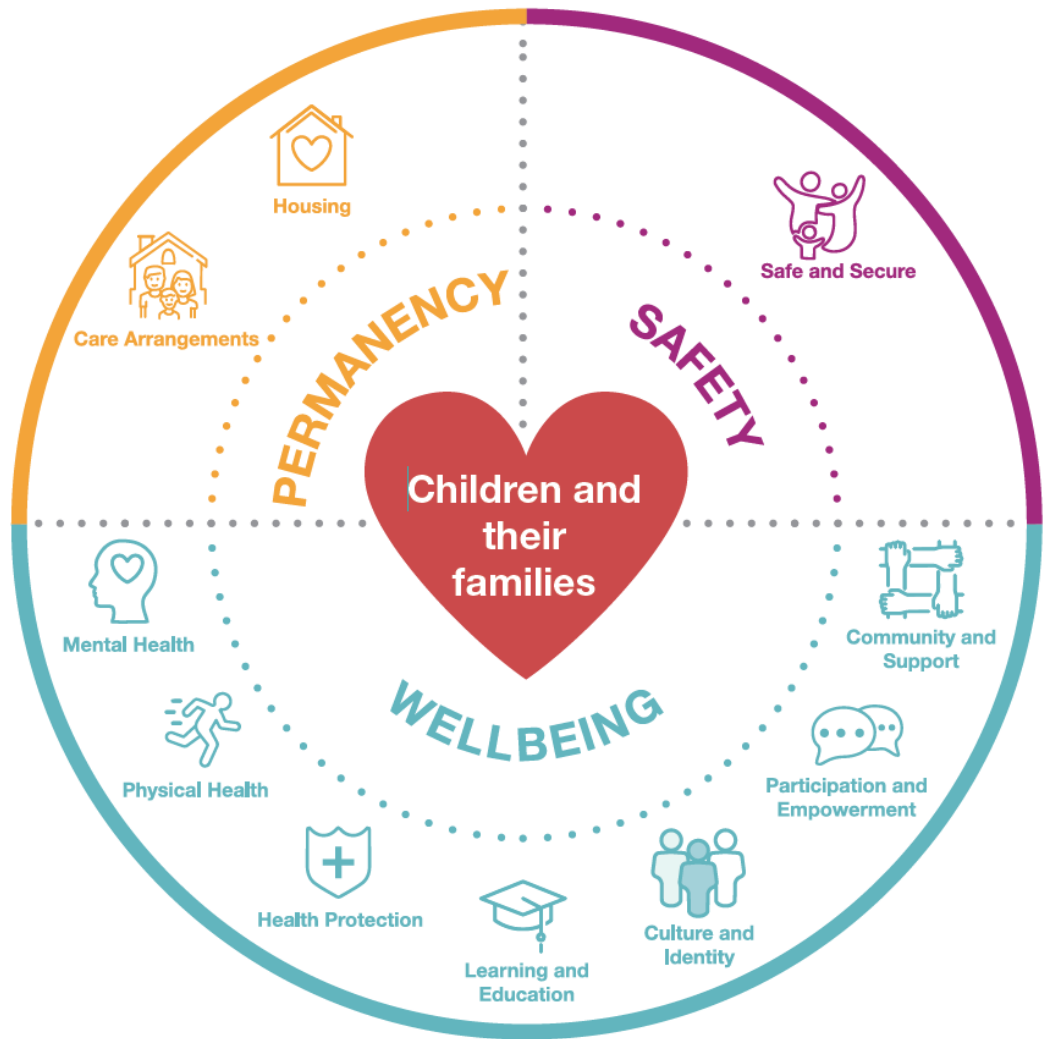 Housing
Care Arrangements
PERMANENCY
Safe and Secure
SAFETY
Children and
their
families
Mental Health
Physical Health
Health Protection
Learning and
Education
Culture and
Identity
Participation and
Empowerment
Community and
Support
WELLBEING